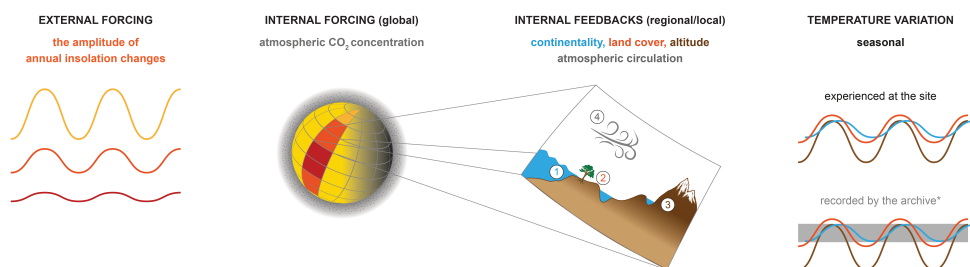 EXTERNAL FORCING
the amplitude of
annual insolation changes
INTERNAL FORCING (global)
atmospheric CO2 concentration
INTERNAL FEEDBACKS (regional/local)
continentality, land cover, altitude
atmospheric circulation
4
1
2
3
TEMPERATURE VARIATION
seasonal
experienced at the site
recorded by the archive*